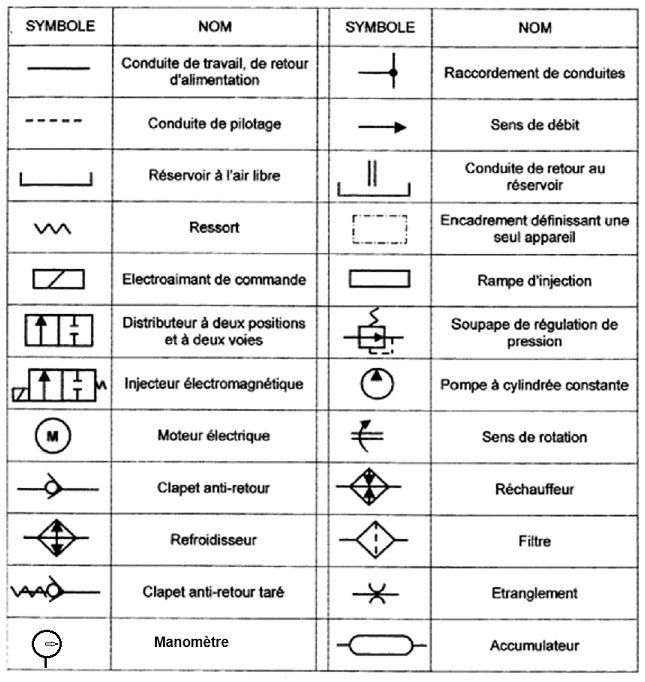 SYMBOLE NOM SYMBOLE NOM
Conduite de travail, de retour
d'alimentation
Raccordement de conduites
Conduite de pilotage
Sens de débit
Réservoir à l'air libre
Conduite de retour au
réservoir
Ressort
Encadrement définissant une
seul appareil
Electroaimant de commande
Rampe d'injection
Distributeur à deux positions
et à deux voies
Soupape de régulation de
pression
Injecteur électromagnétique
Pompe à cylindrée constante
M
Moteur électrique
Sens de rotation
Clapet anti-retour
Réchauffeur
Refroidisseur
Filtre
Clapet anti-retour taré
Etranglement
Manomètre
Accumulateur